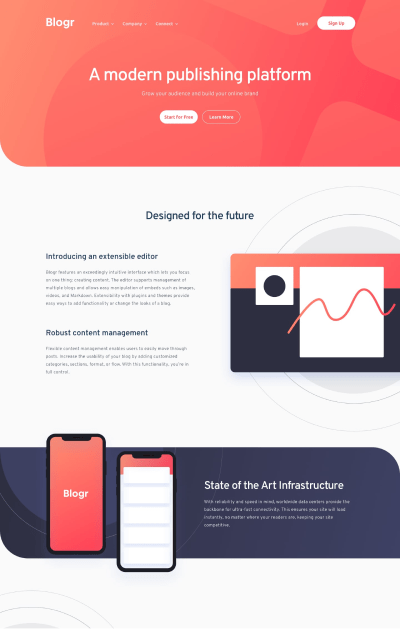 Blogr
Product
Company
Connect
Login
Sign Up
A modern publishing platform
Grow your audience and build your online brand
Start for Free
Learn More
Designed for the future
Introducing an extensible editor
Blogr features an exceedingly intuitive interface which lets you focus
on one thing: creating content. The editor supports management of
multiple blogs and allows easy manipulation of embeds such as images,
videos, and Markdown. Extensibility with plugins and themes provide
easy ways to add functionality or change the looks of a blog.
Robust content management
Flexible content management enables users to easily move through
posts. Increase the usability of your blog by adding customized
categories, sections, format, or flow. With this functionality, you're in
full control.
Blogr
State of the Art Infrastructure
With reliability and speed in mind, worldwide data centers provide the
backbone for ultra-fast connectivity. This ensures your site will load
instantly, no matter where your readers are, keeping your site
competitive.